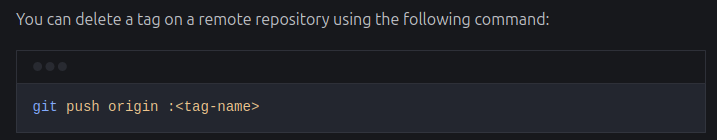 You can delete a tag on a remote repository using the following command:
git push origin :<tag-name>